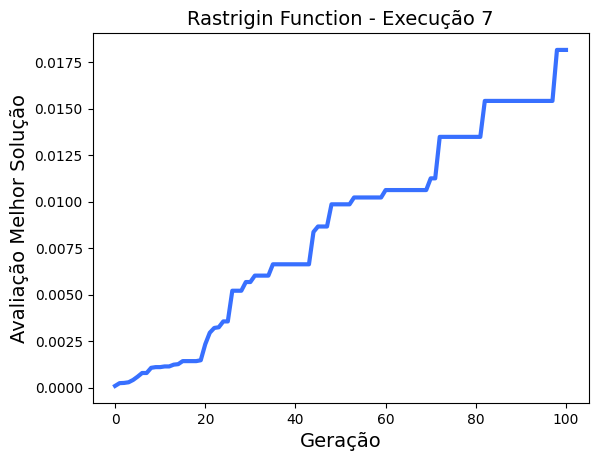 Rastrigin Function - Execução 7
Avaliação Melhor Solução
0.0175
0.0150
0.0125
0.0100
0.0075
0.0050
0.0025
0.0000
0 20 40 60 80 100
Geração